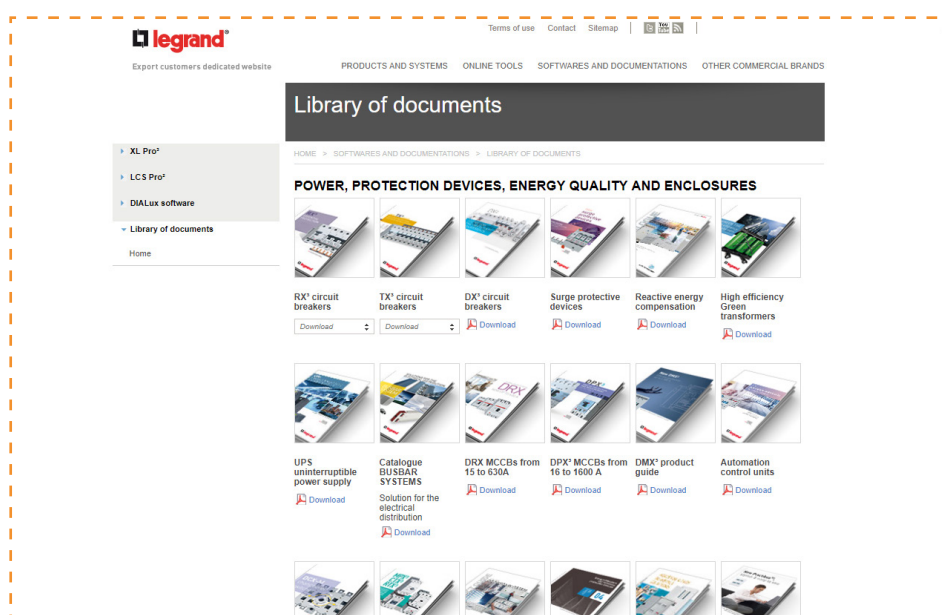 Terms of use Contact Sitemap
You Tube
legrand®
Export customers dedicated website
PRODUCTS AND SYSTEMS ONLINE TOOLS SOFTWARES AND DOCUMENTATIONS OTHER COMMERCIAL BRANDS
Library of documents
XL Pro³
LCS Pro²
DIALux software
Library of documents
Home
HOME > SOFTWARES AND DOCUMENTATIONS > LIBRARY OF DOCUMENTS
POWER, PROTECTION DEVICES, ENERGY QUALITY AND ENCLOSURES
RX³ circuit
breakers
Download
TX³ circuit
breakers
Download
DX³ circuit
breakers
Download
Surge protective
devices
Download
Reactive energy
compensation
Download
High efficiency
Green
transformers
Download
DRX
DPX³
UPS
uninterruptible
power supply
Download
Catalogue
BUSBAR
SYSTEMS
Solution for the
electrical
distribution
Download
DRX MCCBs from
15 to 630A
Download
DPX³ MCCBs from
16 to 1600 A
Download
DMX³ product
guide
Download
Automation
control units
Download